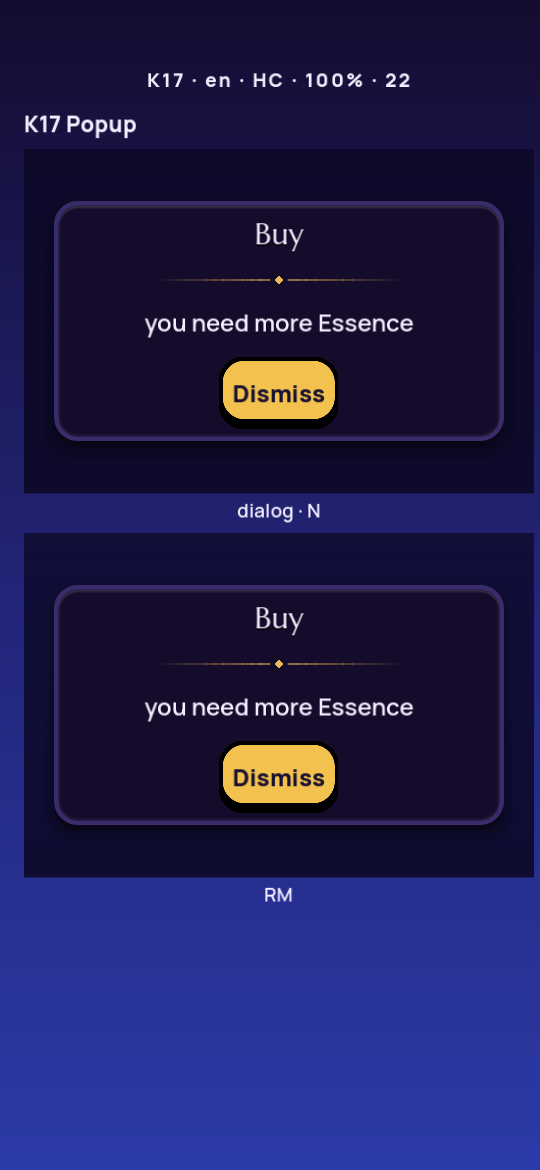 K17 · en · HC · 100% · 22
K17 Popup
Buy
you need more Essence
Dismiss
dialog · N
Buy
you need more Essence
Dismiss
RM